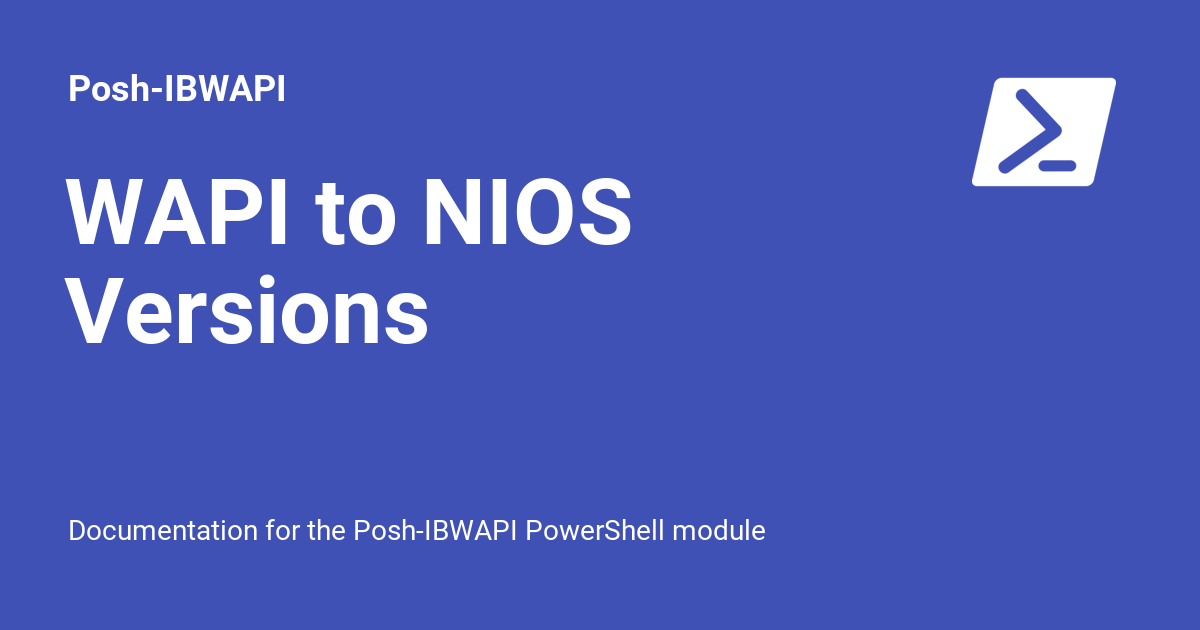 Posh-IBWAPI
WAPI to NIOS
Versions
Documentation for the Posh-IBWAPI PowerShell module